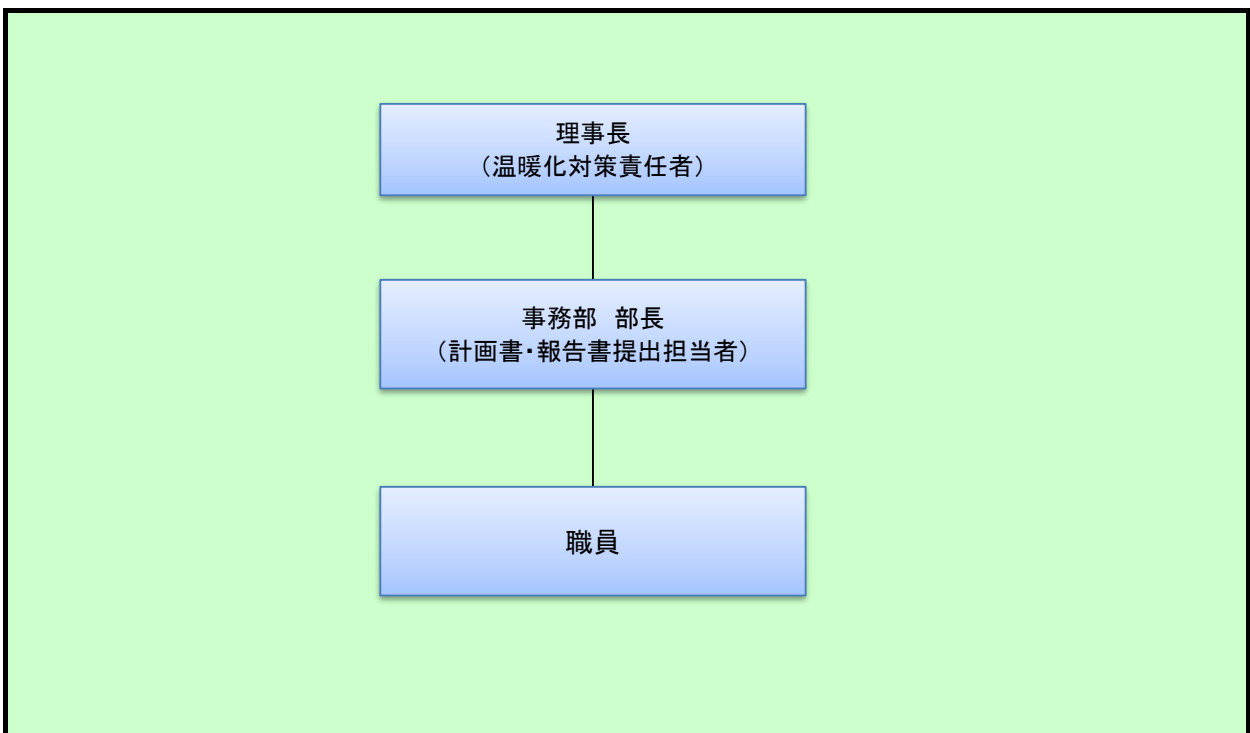 理事長
（温暖化対策責任者）
事務部　部長
（計画書・報告書提出担当者）
職員